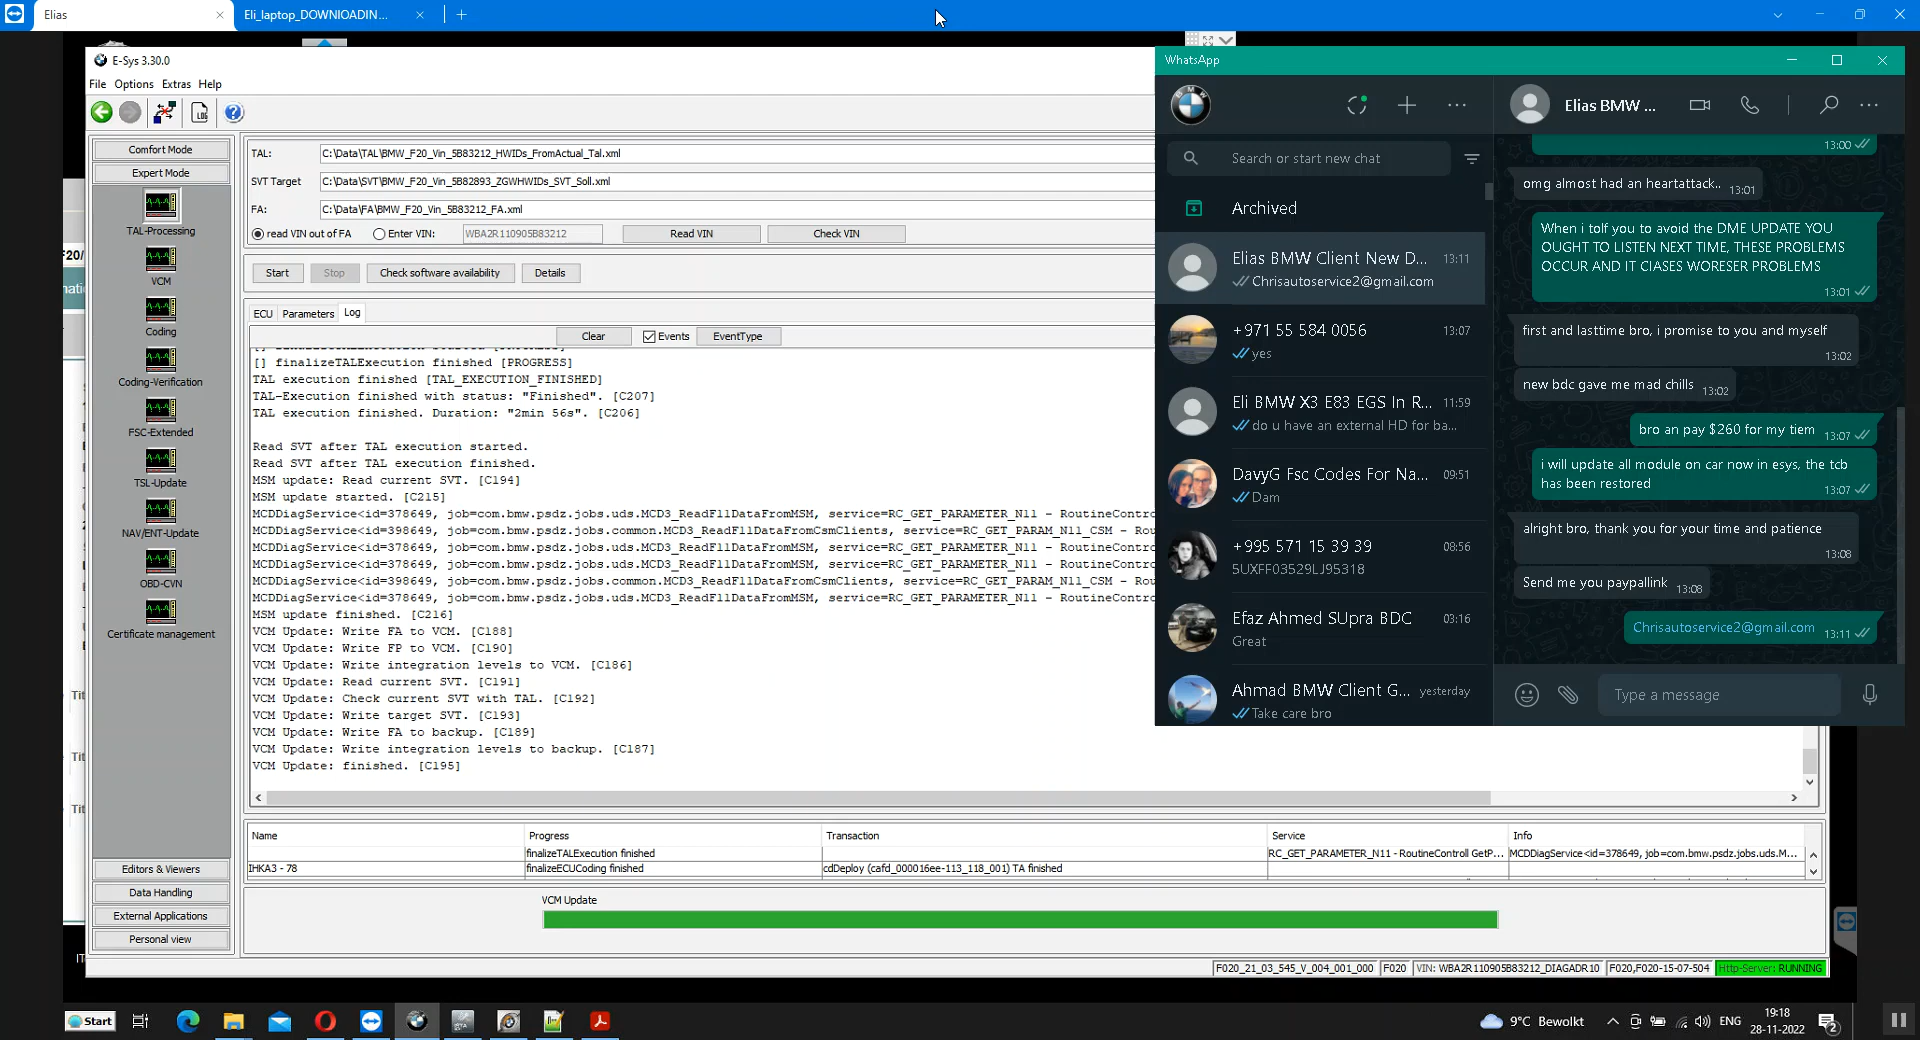 Elias
Eli_laptop_DOWNIOADIN...
E-Sys 3.30.0
File Options Extras Help
Comfort Mode
Expert Mode
TAL-Processing
VCM
Coding
Coding-Verification
FSC-Extended
TSL-Update
NAV/ENT-Update
OBD-CVN
Certificate management
Editors & Viewers
Data Handling
External Applications
Personal view
TAL: C:\Data\TAL\BMW_F20_Vin_5B83212_HWIDs_FromActual_Tal.xml
SVT Target C:\Data\SVT\BMW_F20_Vin_5B82893_ZGWHWIDs_SVT_Soll.xml
FA: C:\Data\FA\BMW_F20_Vin_5B83212_FA.xml
read VIN out of FA Enter VIN: WBA2R110905B83212 Read VIN Check VIN
Start Stop Check software availability Details
ECU Parameters Log
Clear Events EventType
[] finalizeTALExecution finished [PROGRESS]
TAL execution finished [TAL_EXECUTION_FINISHED]
TAL-Execution finished with status: "Finished". [C207]
TAL execution finished. Duration: "2min 56s". [C206]
Read SVT after TAL execution started.
Read SVT after TAL execution finished.
MSM update: Read current SVT. [C194]
MSM update started. [C215]
MCDDiagService<id=378649, job=com.bmw.psdz.jobs.uds.MCD3_ReadF11DataFromMSM, service=RC_GET_PARAMETER_N11 - RoutineContro
MCDDiagService<id=398649, job=com.bmw.psdz.jobs.common.MCD3_ReadF11DataFromCsmClients, service=RC_GET_PARAM_N11_CSM - Rou
MCDDiagService<id=378649, job=com.bmw.psdz.jobs.uds.MCD3_ReadF11DataFromMSM, service=RC_GET_PARAMETER_N11 - RoutineContro
MCDDiagService<id=378649, job=com.bmw.psdz.jobs.uds.MCD3_ReadF11DataFromMSM, service=RC_GET_PARAMETER_N11 - RoutineContro
MCDDiagService<id=398649, job=com.bmw.psdz.jobs.common.MCD3_ReadF11DataFromCsmClients, service=RC_GET_PARAM_N11_CSM - Rou
MCDDiagService<id=378649, job=com.bmw.psdz.jobs.uds.MCD3_ReadF11DataFromMSM, service=RC_GET_PARAMETER_N11 - RoutineContro
MSM update finished. [C216]
VCM Update: Write FA to VCM. [C188]
VCM Update: Write FP to VCM. [C190]
VCM Update: Write integration levels to VCM. [C186]
VCM Update: Read current SVT. [C191]
VCM Update: Check current SVT with TAL. [C192]
VCM Update: Write target SVT. [C193]
VCM Update: Write FA to backup. [C189]
VCM Update: Write integration levels to backup. [C187]
VCM Update: finished. [C195]
Name Progress Transaction Service Info
finalizeTALExecution finished RC_GET_PARAMETER_N11 - RoutineControll GetP... MCDDiagService<id=378649, job=com.bmw.psdz.jobs.uds.M...
IHKA3 - 78 finalizeECUCoding finished cdDeploy (cafd_000016ee-113_118_001) TA finished
VCM Update
F020_21_03_545_V_004_001_000 F020 VIN: WBA2R110905B83212_DIAGADR10 F020,F020-15-07-504 Http-Server: RUNNING
WhatsApp
Search or start new chat
Archived
Elias BMW Client New D... 13:11
Chrisautoservice2@gmail.com
+971 55 584 0056 13:07
yes
Eli BMW X3 E83 EGS In R... 11:59
do u have an external HD for ba...
DavyG Fsc Codes For Na... 09:51
Dam
+995 571 15 39 39 08:56
5UXFF03529LJ95318
Efaz Ahmed SUpra BDC 03:16
Great
Ahmad BMW Client G... yesterday
Take care bro
Elias BMW ...
13:00
omg almost had an heartattack.. 13:01
When i tolf you to avoid the DME UPDATE YOU
OUGHT TO LISTEN NEXT TIME, THESE PROBLEMS
OCCUR AND IT CIASES WORESER PROBLEMS
13:01
first and lasttime bro, i promise to you and myself
13:02
new bdc gave me mad chills 13:02
bro an pay $260 for my tiem 13:07
i will update all module on car now in esys, the tcb
has been restored 13:07
alright bro, thank you for your time and patience
13:08
Send me you paypallink 13:08
Chrisautoservice2@gmail.com 13:11
Type a message
Start
9°C Bewolkt ENG 19:18
28-11-2022
2